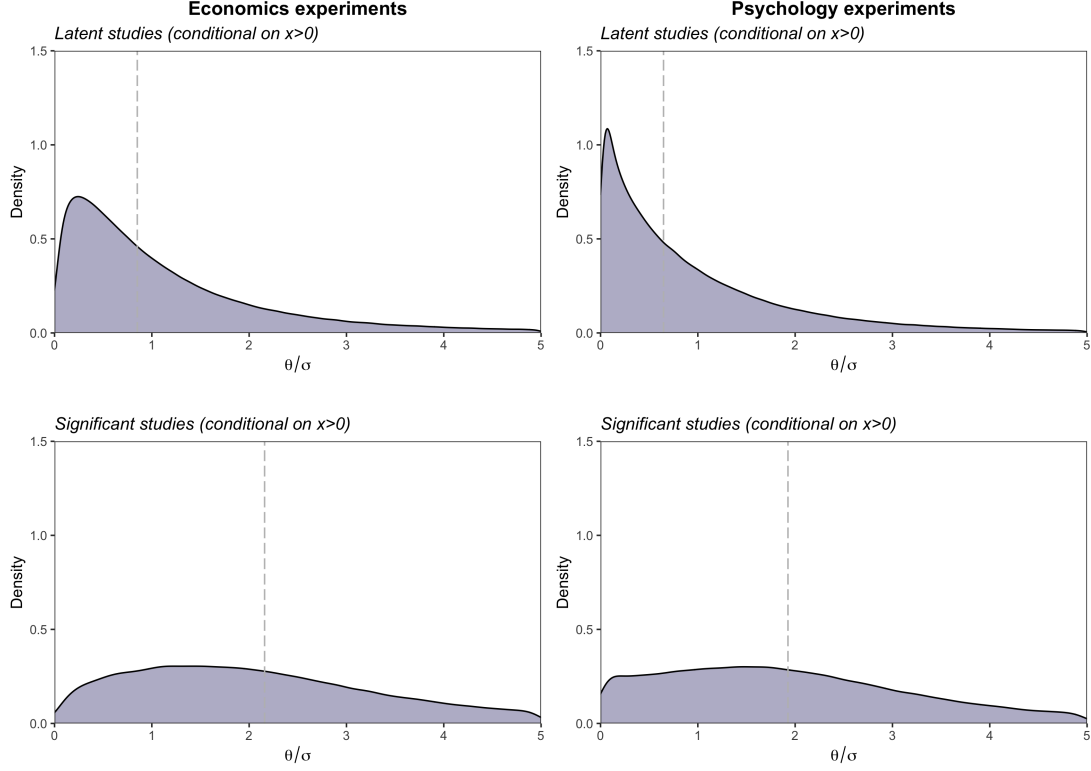 Economics experiments
Latent studies (conditional on x>0)
1.5
1.0
0.5
0.0
Density
0 1 2 3 4 5
θ/σ
Psychology experiments
Latent studies (conditional on x>0)
1.5
1.0
0.5
0.0
Density
0 1 2 3 4 5
θ/σ
Significant studies (conditional on x>0)
1.5
1.0
0.5
0.0
Density
0 1 2 3 4 5
θ/σ
Significant studies (conditional on x>0)
1.5
1.0
0.5
0.0
Density
0 1 2 3 4 5
θ/σ